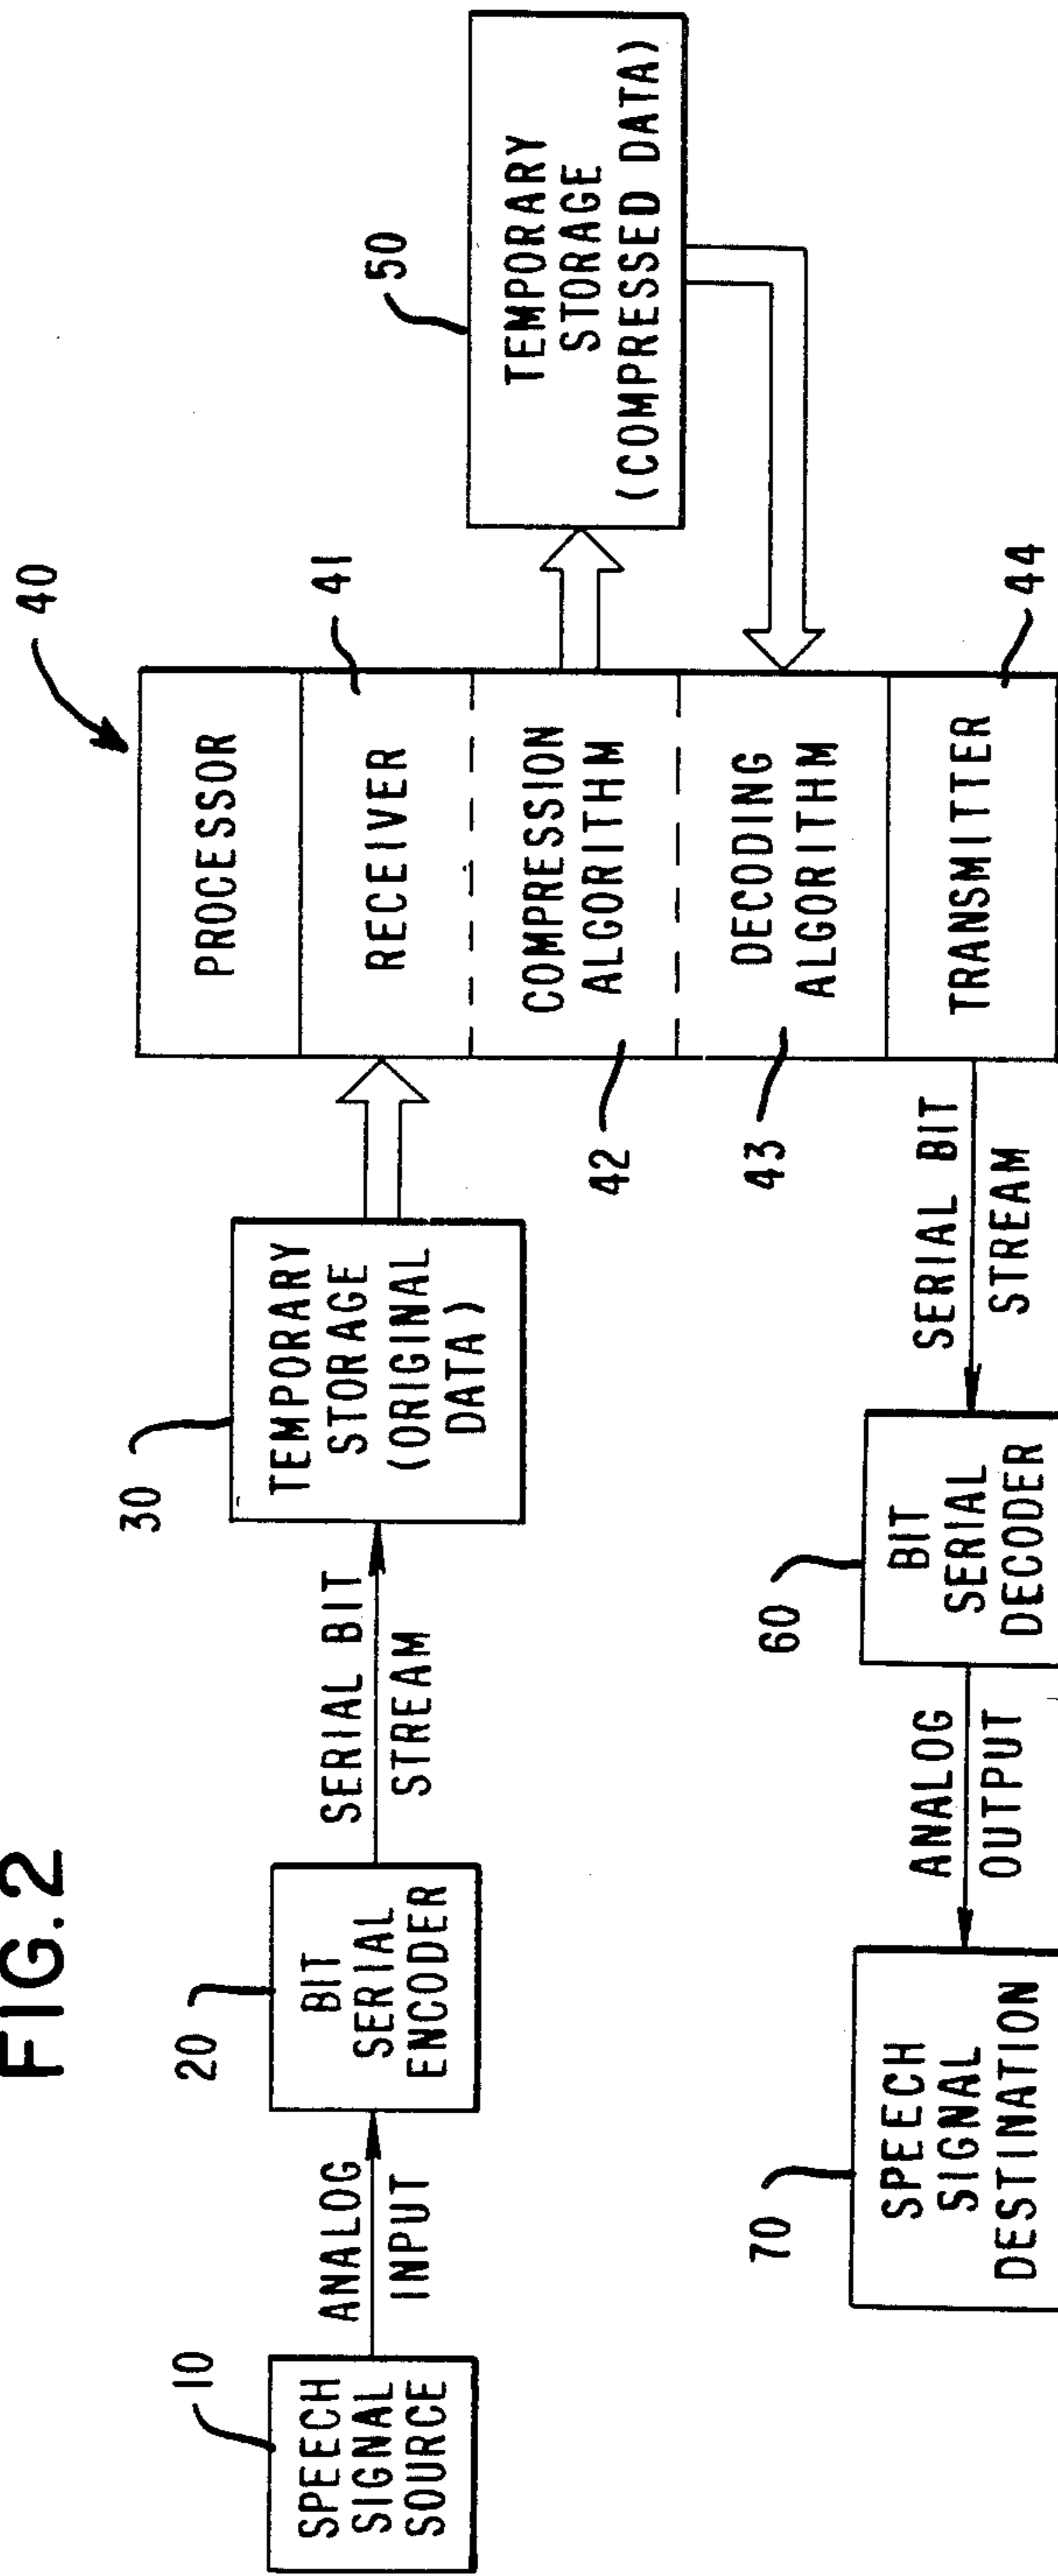 FIG. 2
10
SPEECH
SIGNAL
SOURCE
ANALOG
INPUT
20
BIT
SERIAL
ENCODER
SERIAL BIT
STREAM
30
TEMPORARY
STORAGE
(ORIGINAL
DATA)
40
PROCESSOR
41
RECEIVER
COMPRESSION
ALGORITHM
42
DECODING
ALGORITHM
43
TRANSMITTER
44
50
TEMPORARY
STORAGE
(COMPRESSED DATA)
SERIAL BIT
STREAM
60
BIT
SERIAL
DECODER
ANALOG
OUTPUT
70
SPEECH
SIGNAL
DESTINATION